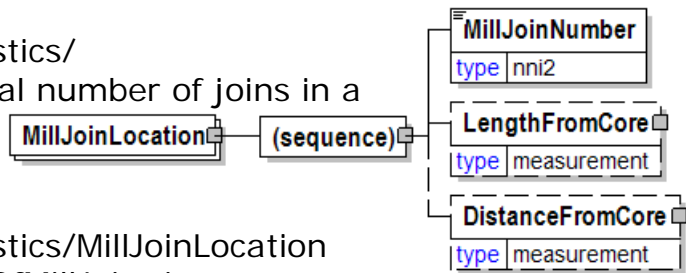 stics/
al number of joins in a
MillJoinLocation
(sequence)
MillJoinNumber
type nni2
LengthFromCore
type measurement
DistanceFromCore
type measurement
stics/MillJoinLocation